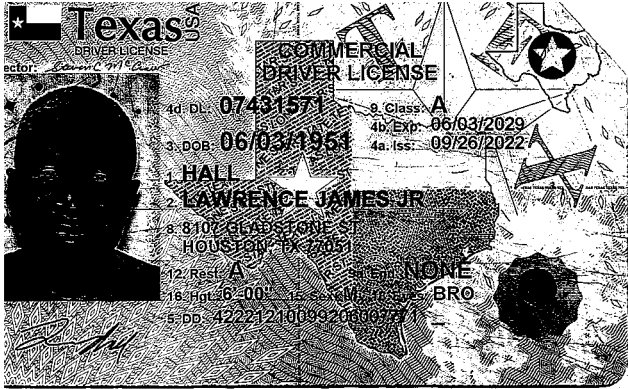 Texas USA
DRIVER LICENSE
COMMERCIAL
DRIVER LICENSE
4d. DL: 07431571 9. Class: A
4b. Exp: 06/03/2029
3. DOB: 06/03/1951 4a. Iss: 09/26/2022
1. HALL
2. LAWRENCE JAMES JR
8. 8107 GLADSTONE ST
HOUSTON, TX 77051
12. Rest: A 9a. End: NONE
16. Hgt: 6'-00" 15. Sex: M BRO
5. DD: